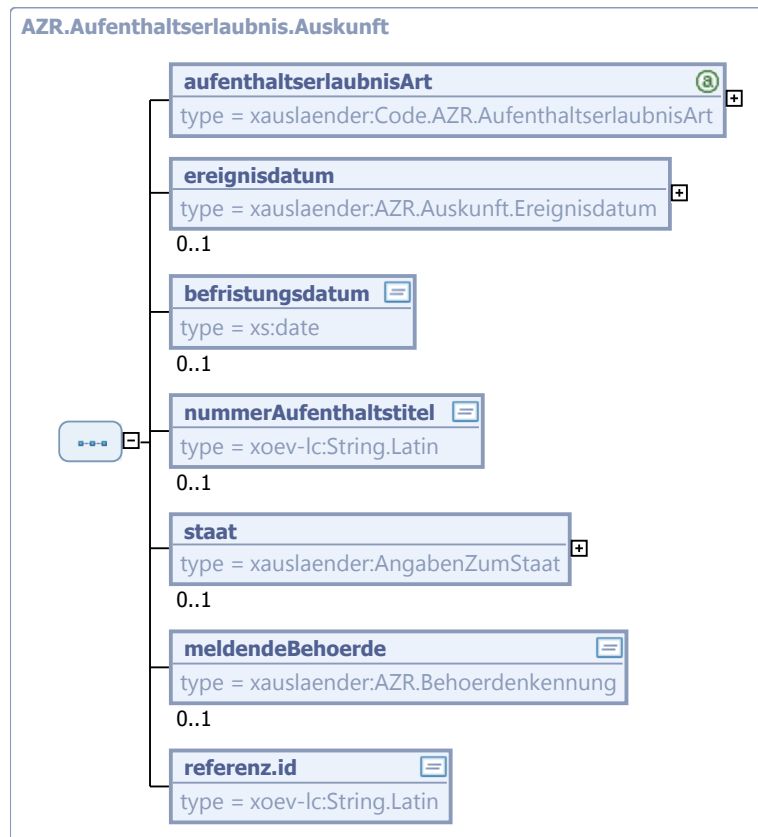 AZR.Aufenthaltserlaubnis.Auskunft
aufenthaltserlaubnisArt
type = xauslaender:Code.AZR.AufenthaltserlaubnisArt
ereignisdatum
type = xauslaender:AZR.Auskunft.Ereignisdatum
0..1
befristungsdatum
type = xs:date
0..1
nummerAufenthaltstitel
type = xoev-lc:String.Latin
0..1
staat
type = xauslaender:AngabenZumStaat
0..1
meldendeBehoerde
type = xauslaender:AZR.Behoerdenkennung
0..1
referenz.id
type = xoev-lc:String.Latin